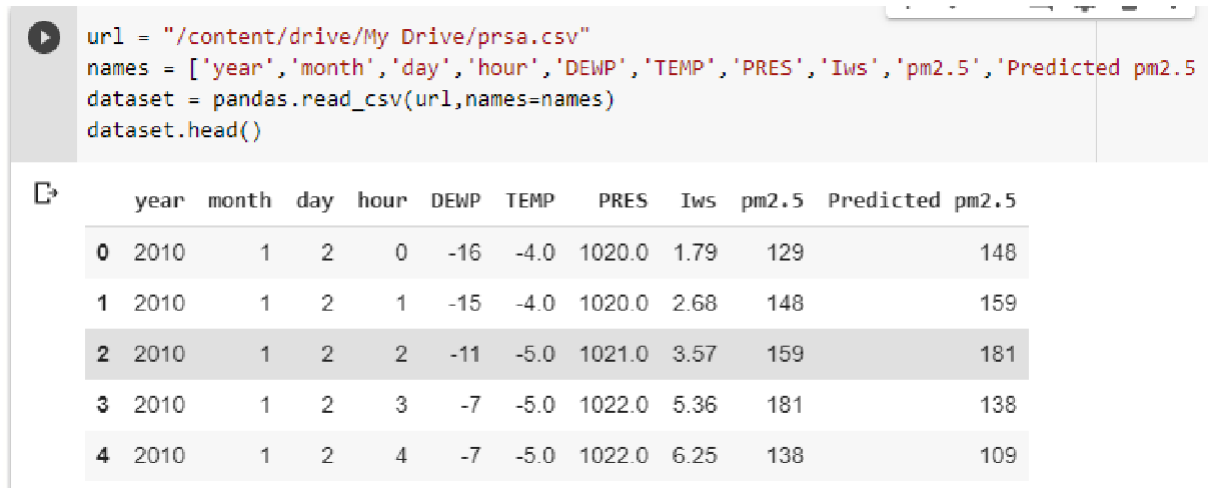 url = "/content/drive/My Drive/prsa.csv"
names = ['year','month','day','hour','DEWP','TEMP','PRES','Iws','pm2.5','Predicted pm2.5
dataset = pandas.read_csv(url,names=names)
dataset.head()
year month day hour DEWP TEMP PRES Iws pm2.5 Predicted pm2.5
0 2010 1 2 0 -16 -4.0 1020.0 1.79 129 148
1 2010 1 2 1 -15 -4.0 1020.0 2.68 148 159
2 2010 1 2 2 -11 -5.0 1021.0 3.57 159 181
3 2010 1 2 3 -7 -5.0 1022.0 5.36 181 138
4 2010 1 2 4 -7 -5.0 1022.0 6.25 138 109